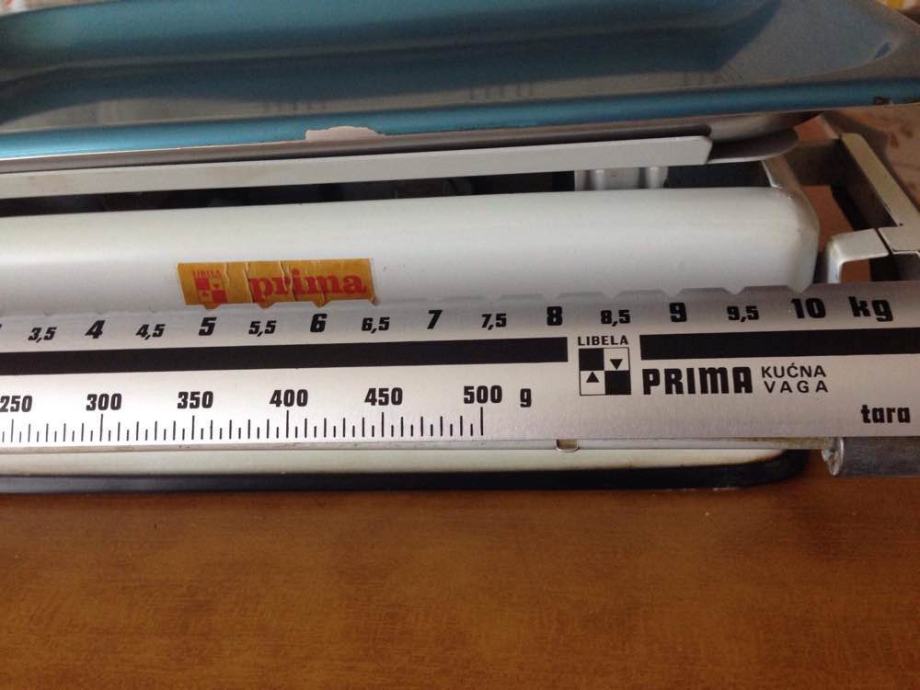 LIBELA
prima
3,5 4 4,5 5 5,5 6 6,5 7 7,5 8 8,5 9 9,5 10 kg
LIBELA
PRIMA KUĆNA VAGA
250 300 350 400 450 500 g
tara